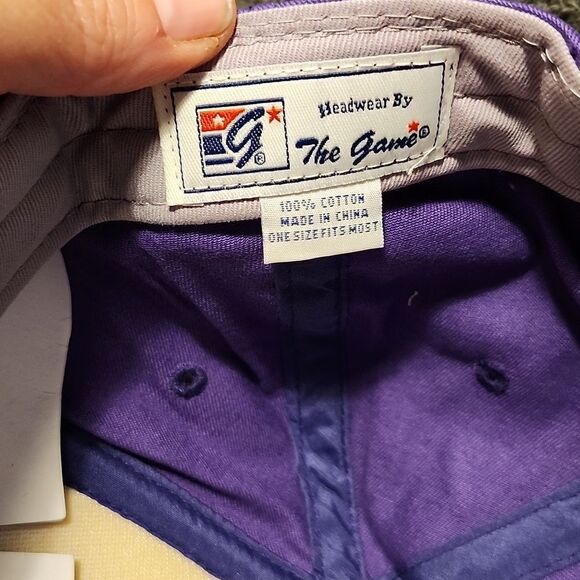 Headwear By
G®
The Game®
100% COTTON
MADE IN CHINA
ONE SIZE FITS MOST